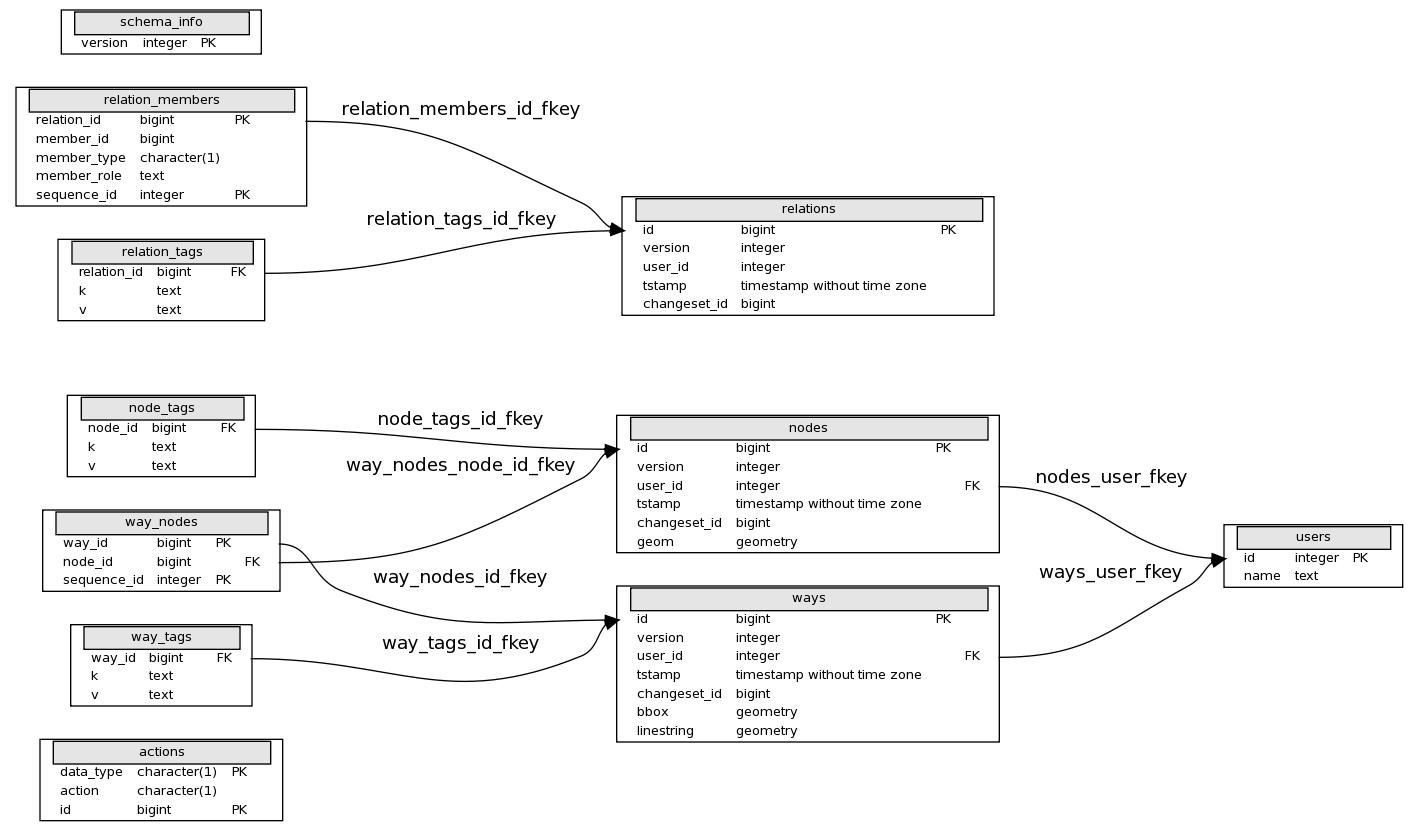 schema_info
version integer PK
relation_members
relation_id bigint PK
member_id bigint
member_type character(1)
member_role text
sequence_id integer PK
relation_members_id_fkey
relation_tags
relation_id bigint FK
k text
v text
relation_tags_id_fkey
relations
id bigint PK
version integer
user_id integer
tstamp timestamp without time zone
changeset_id bigint
node_tags
node_id bigint FK
k text
v text
node_tags_id_fkey
way_nodes_node_id_fkey
way_nodes
way_id bigint PK
node_id bigint FK
sequence_id integer PK
way_nodes_id_fkey
way_tags
way_id bigint FK
k text
v text
way_tags_id_fkey
actions
data_type character(1) PK
action character(1)
id bigint PK
nodes
id bigint PK
version integer
user_id integer FK
tstamp timestamp without time zone
changeset_id bigint
geom geometry
nodes_user_fkey
ways
id bigint PK
version integer
user_id integer FK
tstamp timestamp without time zone
changeset_id bigint
bbox geometry
linestring geometry
ways_user_fkey
users
id integer PK
name text